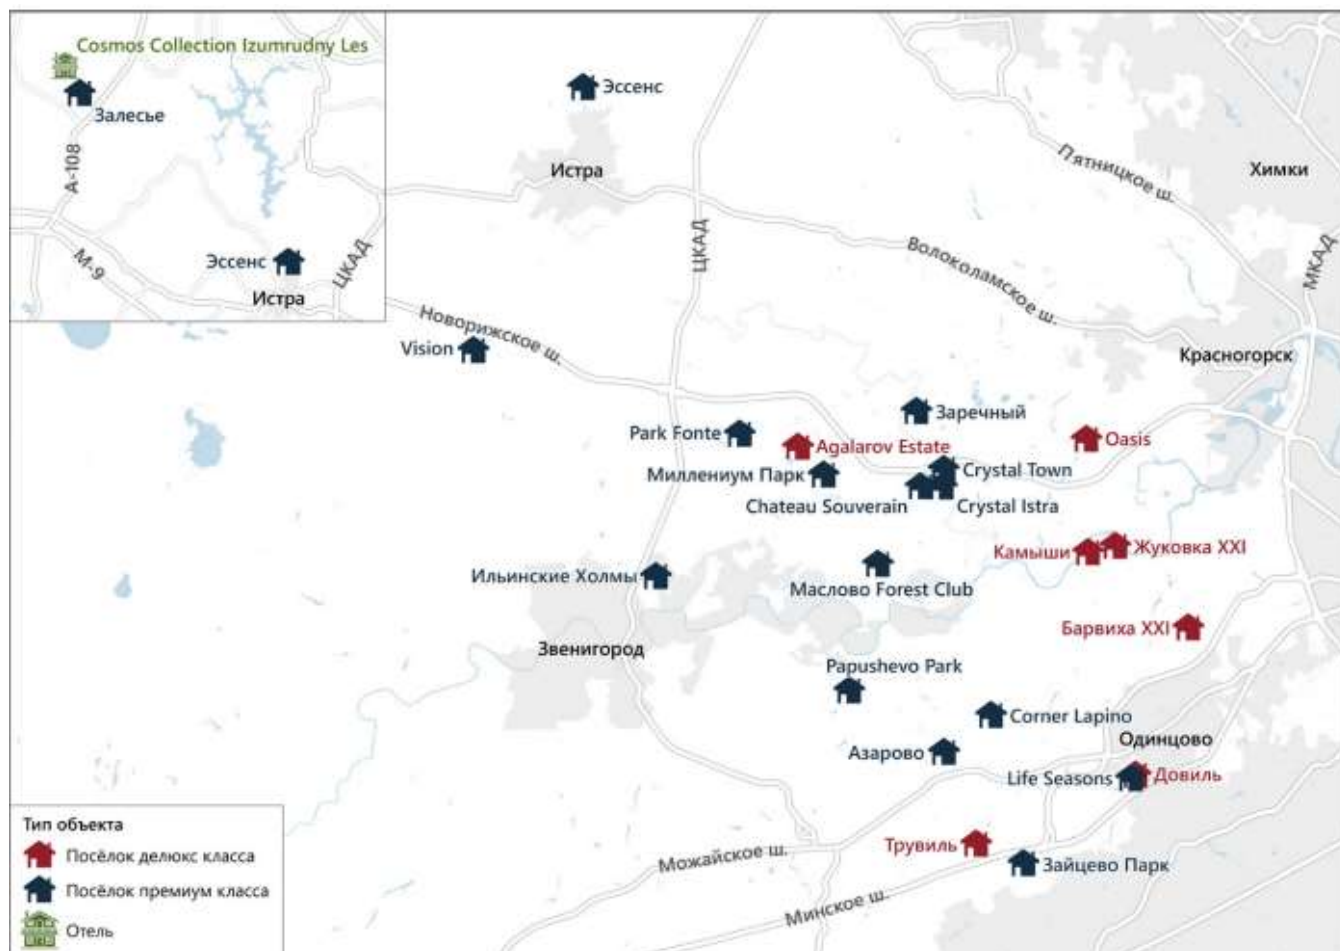 Cosmos Collection Izumrudny Les
Залесье
А-108
М-9
Эссенс
Истра
ЦКАД
Эссенс
Истра
Пятницкое ш.
Химки
МКАД
ЦКАД
Волоколамское ш.
Новорижское ш.
Vision
Красногорск
Заречный
Park Fonte
Agalarov Estate
Oasis
Миллениум Парк
Crystal Town
Chateau Souverain
Crystal Istra
Камыши
Жуковка XXI
Ильинские Холмы
Маслово Forest Club
Барвиха XXI
Звенигород
Papushevo Park
Corner Lapino
Одинцово
Азарово
Life Seasons
Довиль
Трувиль
Зайцево Парк
Можайское ш.
Минское ш.
Тип объекта
Посёлок делюкс класса
Посёлок премиум класса
Отель